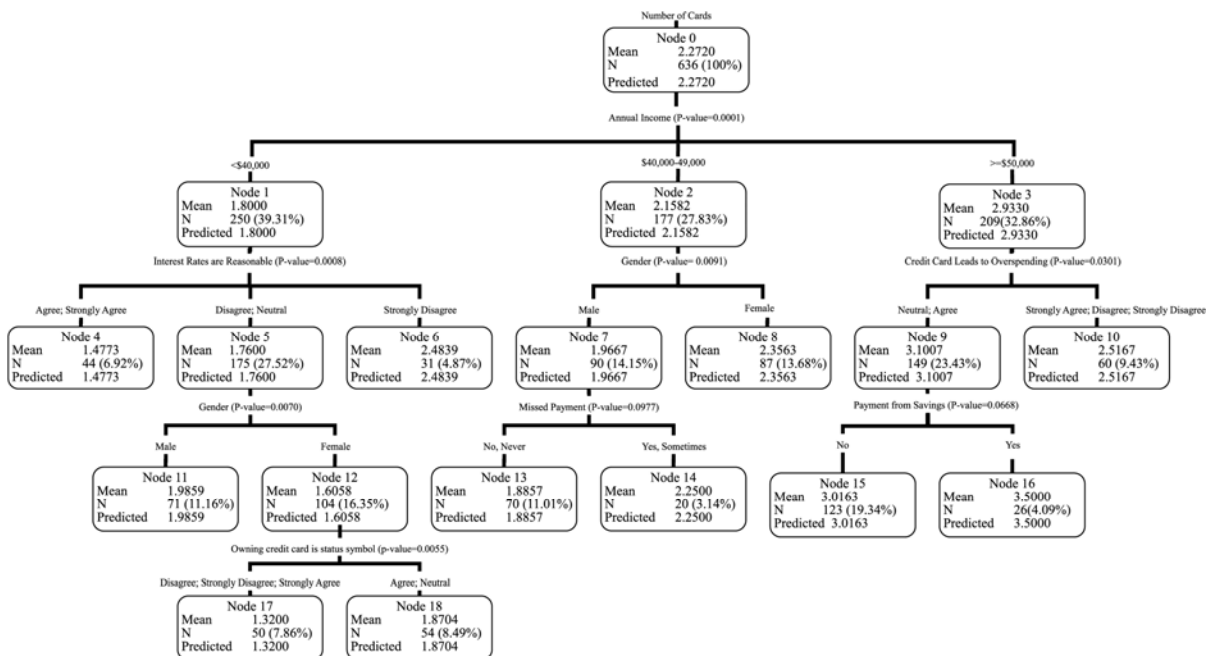 Number of Cards
Node 0
Mean 2.2720
N 636 (100%)
Predicted 2.2720
Annual Income (P-value=0.0001)
<$40,000 $40,000-49,000 >=$50,000
Node 1
Mean 1.8000
N 250 (39.31%)
Predicted 1.8000
Node 2
Mean 2.1582
N 177 (27.83%)
Predicted 2.1582
Node 3
Mean 2.9330
N 209(32.86%)
Predicted 2.9330
Interest Rates are Reasonable (P-value=0.0008)
Gender (P-value= 0.0091)
Credit Card Leads to Overspending (P-value=0.0301)
Agree; Strongly Agree
Disagree; Neutral
Strongly Disagree
Male
Female
Neutral; Agree
Strongly Agree; Disagree; Strongly Disagree
Node 4
Mean 1.4773
N 44 (6.92%)
Predicted 1.4773
Node 5
Mean 1.7600
N 175 (27.52%)
Predicted 1.7600
Node 6
Mean 2.4839
N 31 (4.87%)
Predicted 2.4839
Node 7
Mean 1.9667
N 90 (14.15%)
Predicted 1.9667
Node 8
Mean 2.3563
N 87 (13.68%)
Predicted 2.3563
Node 9
Mean 3.1007
N 149 (23.43%)
Predicted 3.1007
Node 10
Mean 2.5167
N 60 (9.43%)
Predicted 2.5167
Gender (P-value=0.0070)
Missed Payment (P-value=0.0977)
Payment from Savings (P-value=0.0668)
Male
Female
No, Never
Yes, Sometimes
No
Yes
Node 11
Mean 1.9859
N 71 (11.16%)
Predicted 1.9859
Node 12
Mean 1.6058
N 104 (16.35%)
Predicted 1.6058
Node 13
Mean 1.8857
N 70 (11.01%)
Predicted 1.8857
Node 14
Mean 2.2500
N 20 (3.14%)
Predicted 2.2500
Node 15
Mean 3.0163
N 123 (19.34%)
Predicted 3.0163
Node 16
Mean 3.5000
N 26(4.09%)
Predicted 3.5000
Owning credit card is status symbol (p-value=0.0055)
Disagree; Strongly Disagree; Strongly Agree
Agree; Neutral
Node 17
Mean 1.3200
N 50 (7.86%)
Predicted 1.3200
Node 18
Mean 1.8704
N 54 (8.49%)
Predicted 1.8704